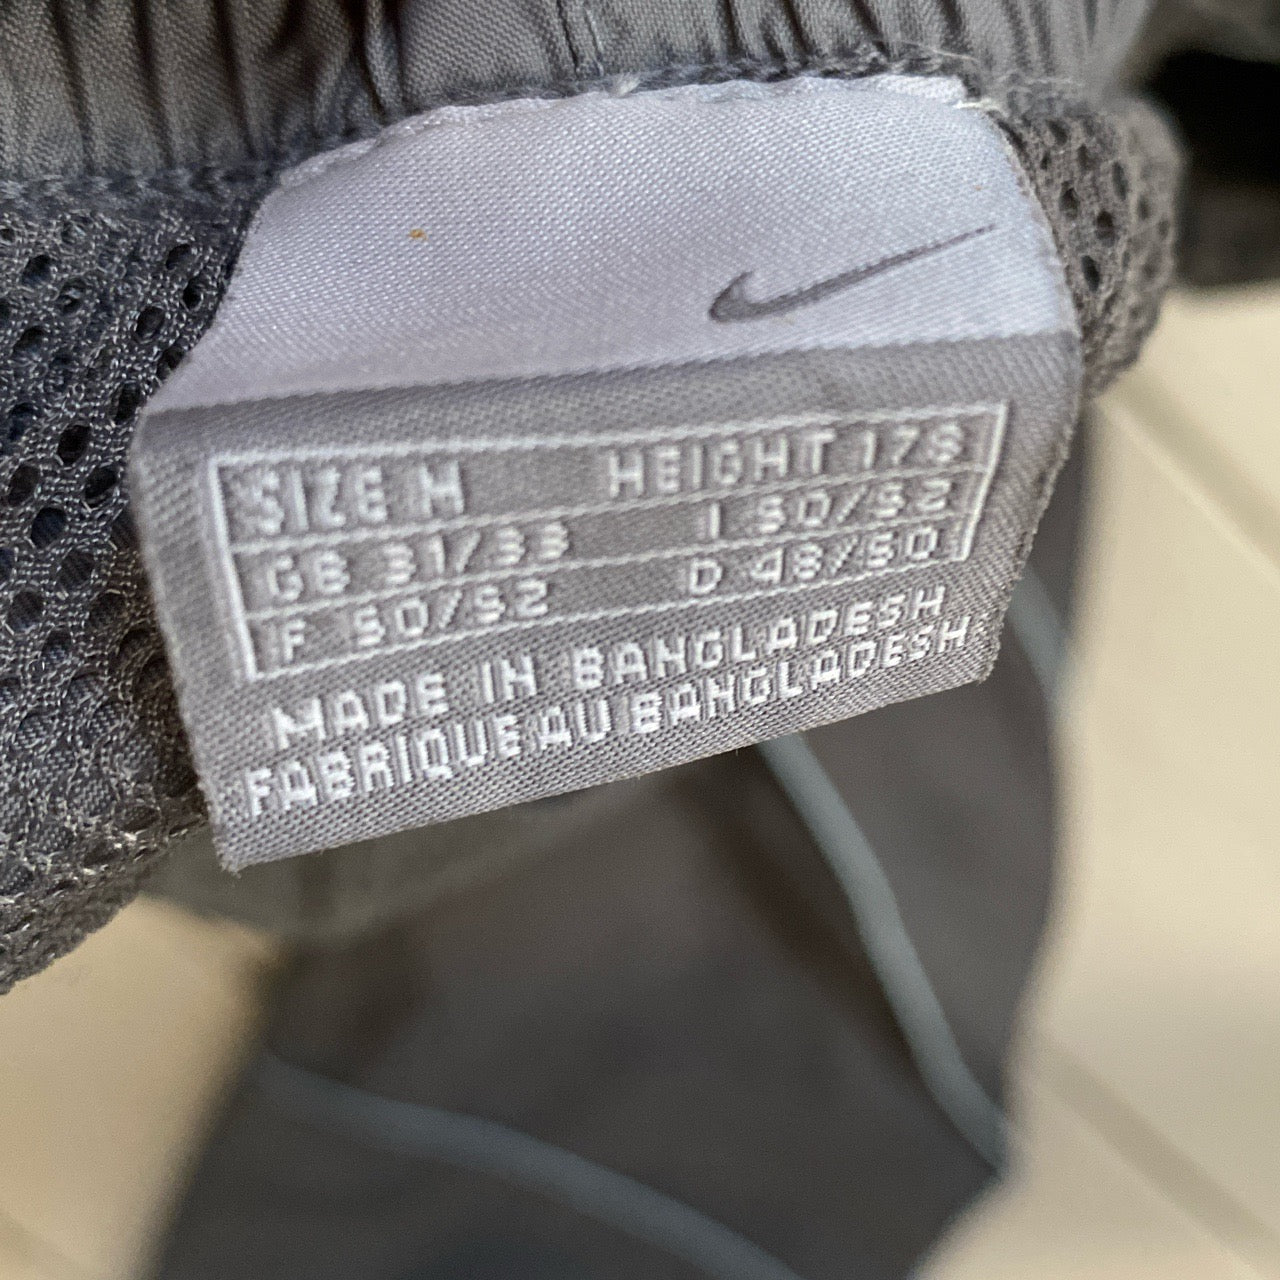 SIZE M HEIGHT 178
GB 31/33 I 50/52
F 50/52 D 48/50
MADE IN BANGLADESH
FABRIQUE AU BANGLADESH